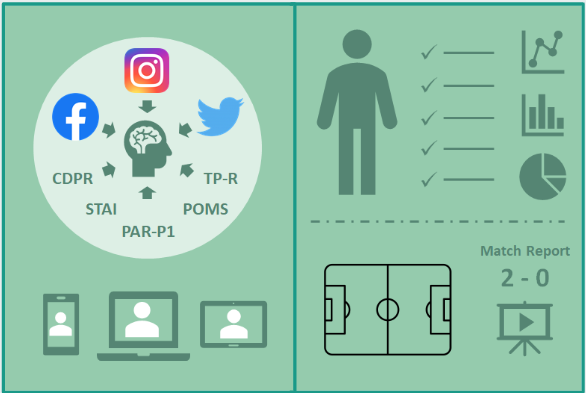 CDPR
TP-R
STAI
POMS
PAR-P1
Match Report
2 - 0